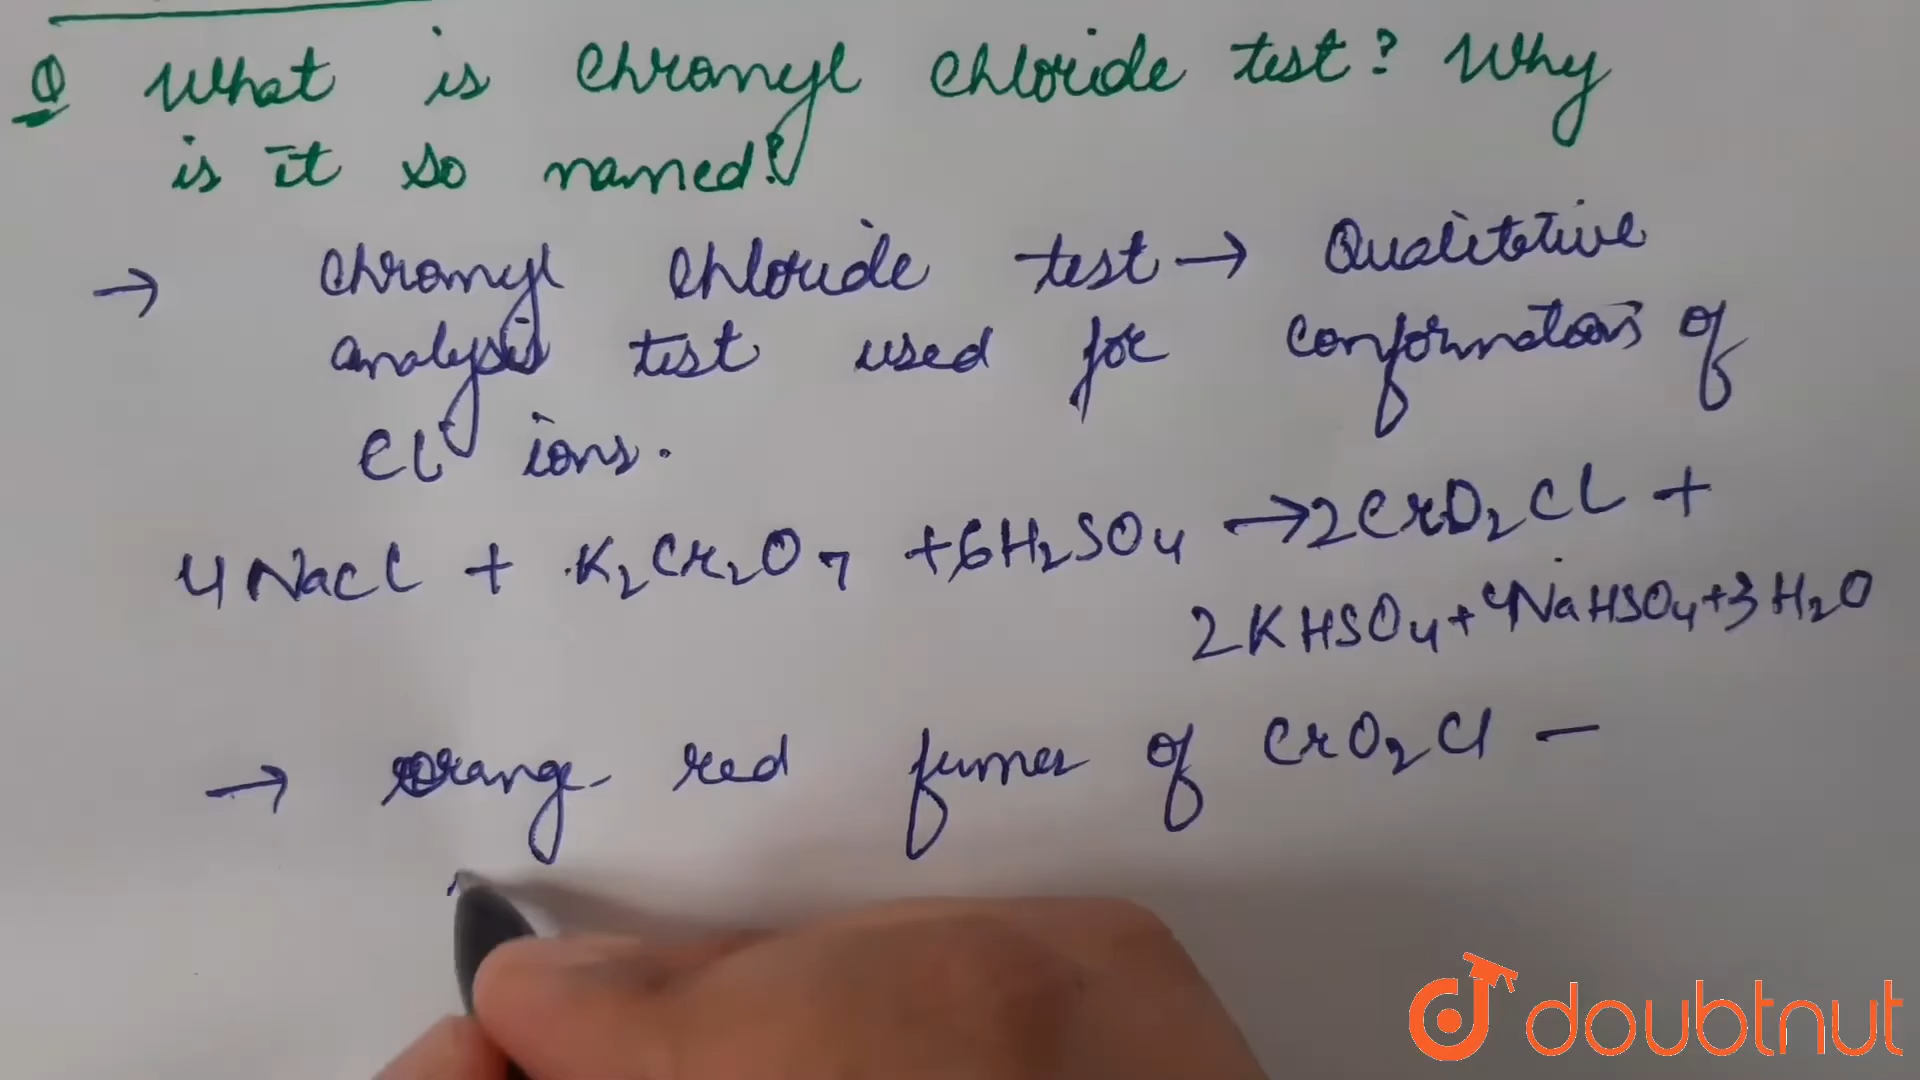 Q What is Chromyl Chloride test? Why
is it so named?
→ Chromyl Chloride test → Qualitative
analysis test used for conformation of
Cl⁻ ions.
4NaCl + K₂Cr₂O₇ + 6H₂SO₄ → 2CrO₂Cl +
2KHSO₄ + 4NaHSO₄ + 3H₂O
→ orange red fumes of CrO₂Cl –
doubtnut